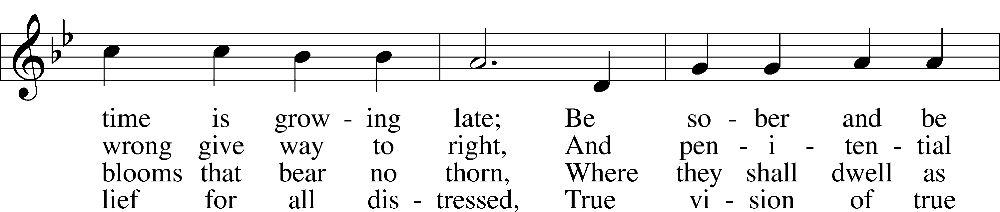 time is grow - ing late; Be so - ber and be
wrong give way to right, And pen - i - ten - tial
blooms that bear no thorn, Where they shall dwell as
lief for all dis - tressed, True vi - sion of true